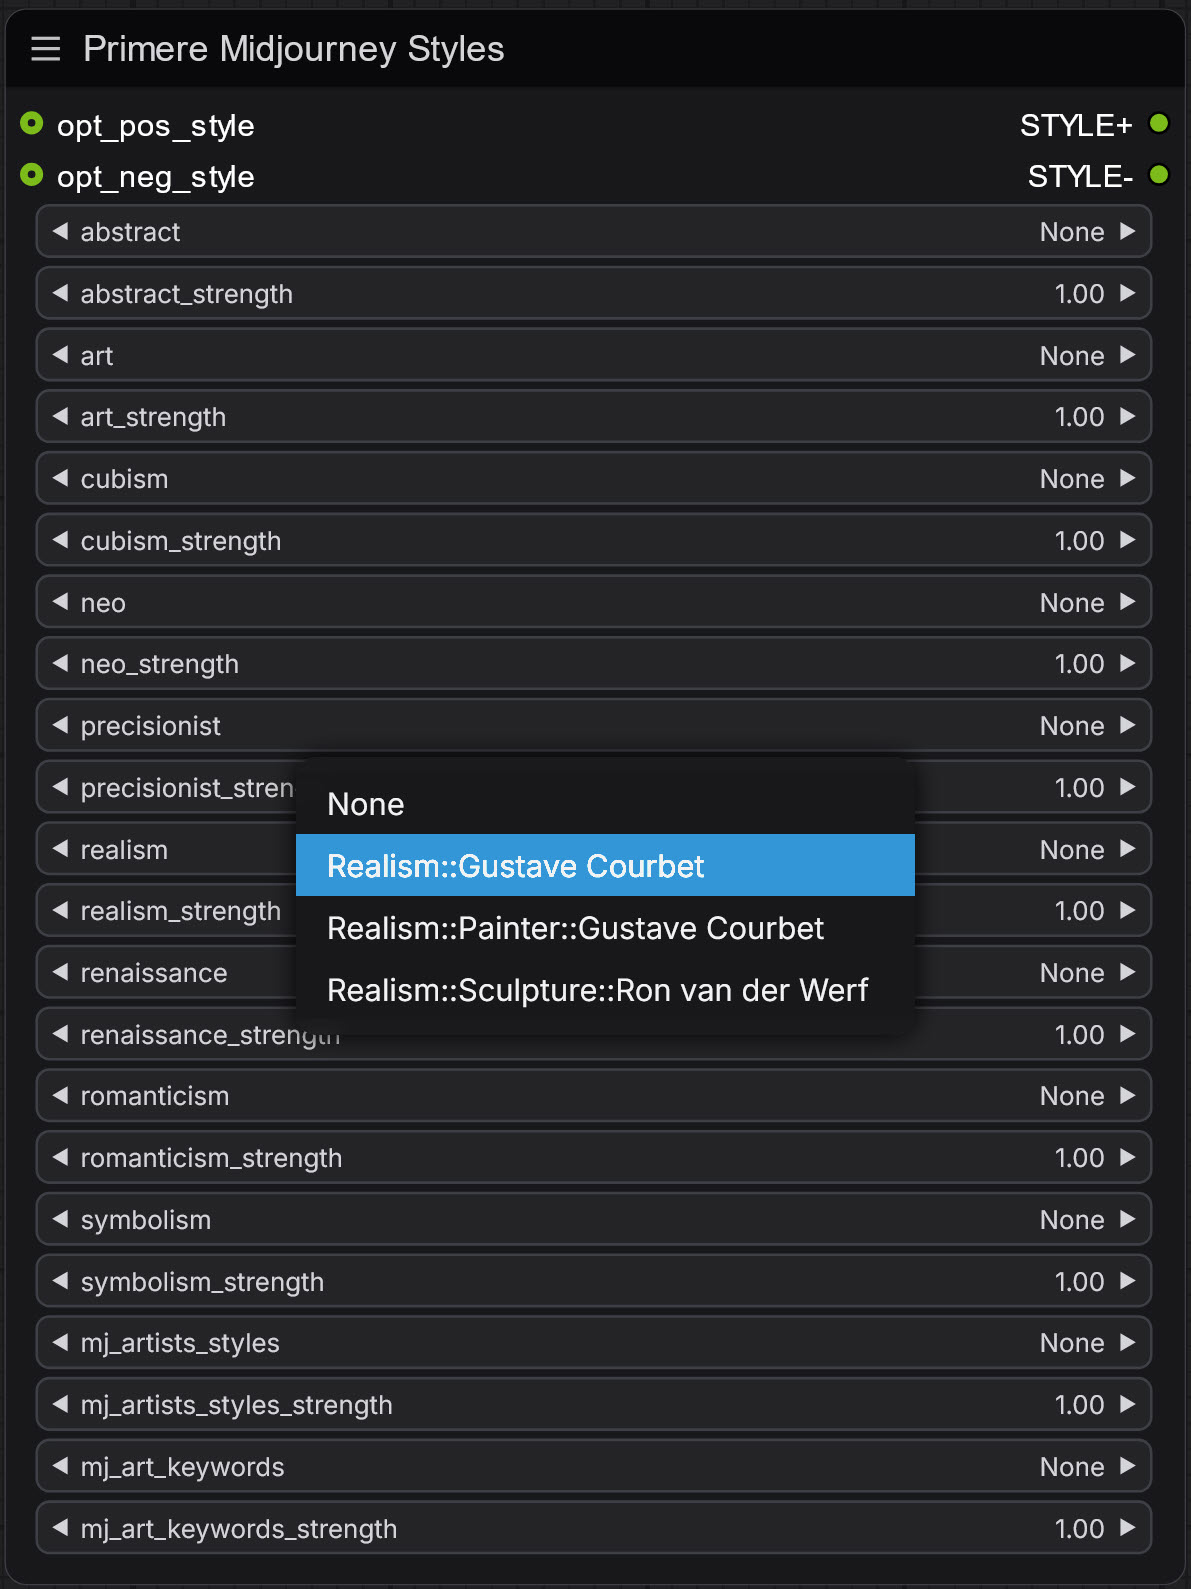 Primere Midjourney Styles
opt_pos_style STYLE+
opt_neg_style STYLE-
abstract None
abstract_strength 1.00
art None
art_strength 1.00
cubism None
cubism_strength 1.00
neo None
neo_strength 1.00
precisionist None
precisionist_stren 1.00
None
realism None
Realism::Gustave Courbet
realism_strength 1.00
Realism::Painter::Gustave Courbet
renaissance None
Realism::Sculpture::Ron van der Werf
renaissance_strength 1.00
romanticism None
romanticism_strength 1.00
symbolism None
symbolism_strength 1.00
mj_artists_styles None
mj_artists_styles_strength 1.00
mj_art_keywords None
mj_art_keywords_strength 1.00